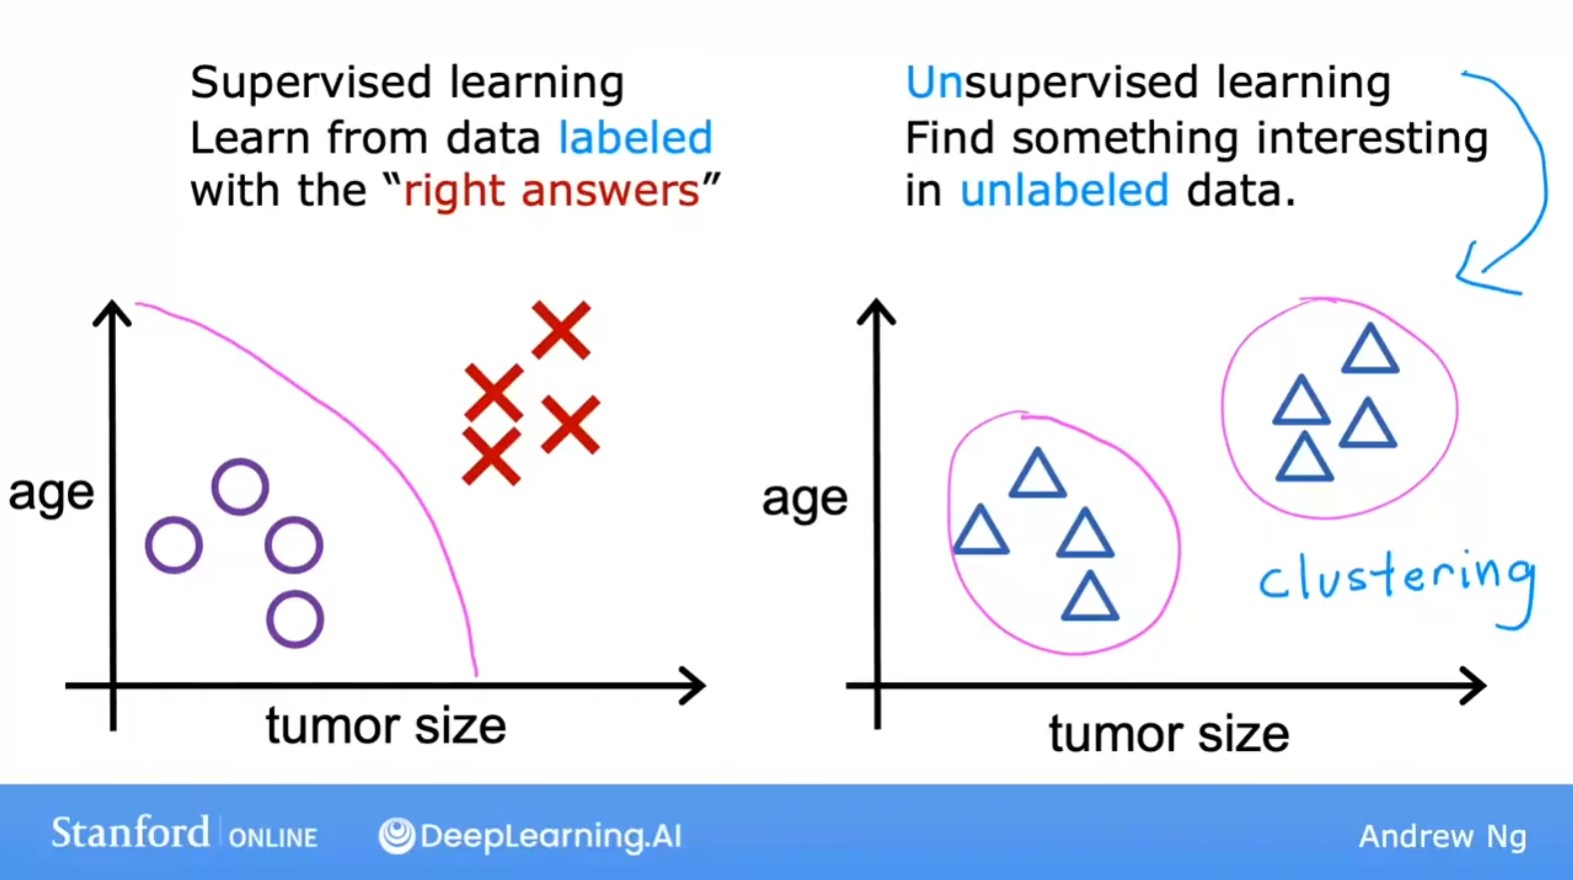 Supervised learning
Learn from data labeled
with the “right answers”
age
tumor size
Unsupervised learning
Find something interesting
in unlabeled data.
age
clustering
tumor size
Stanford ONLINE
DeepLearning.AI
Andrew Ng